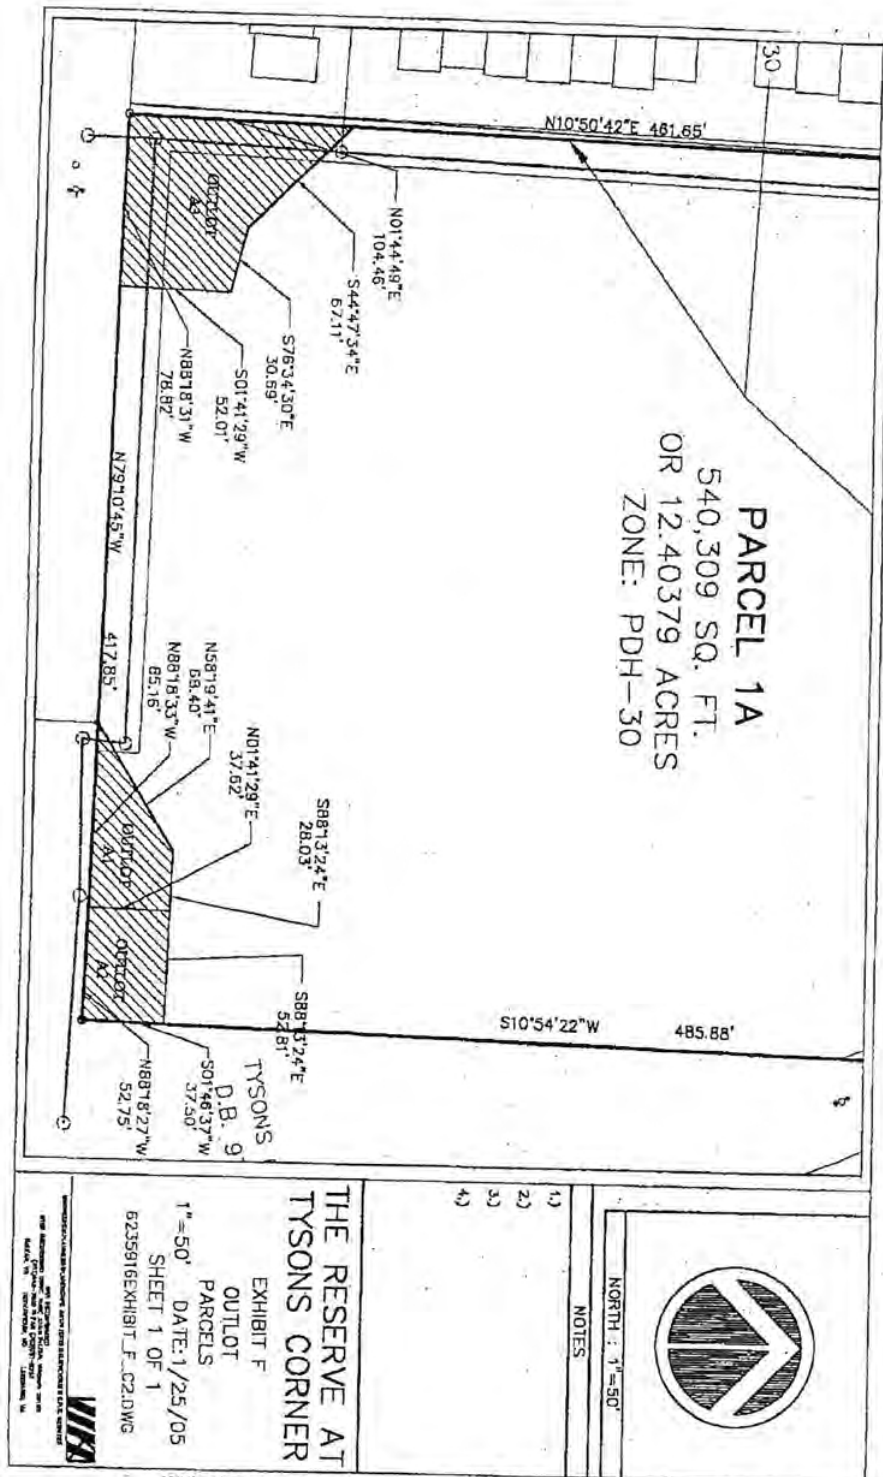 30
N10°50'42"E 461.65'
N01°44'49"E
104.46'
S44°47'34"E
67.11'
S76°34'30"E
30.69'
S01°41'29"W
52.01'
N88°18'31"W
78.82'
OUTLOT
A3
PARCEL 1A
540,309 SQ. FT.
OR 12.40379 ACRES
ZONE: PDH-30
N79°10'45"W
417.85'
N58°19'41"E
68.40'
N88°18'33"W
65.16'
N01°41'29"E
37.62'
S88°13'24"E
28.03'
S88°13'24"E
52.81'
OUTLOT
A1
OUTLOT
A2
S10°54'22"W 485.88'
S01°46'37"W
37.50'
N88°18'27"W
52.75'
TYSONS
D.B. 9
NORTH : 1"=50'
NOTES
1.)
2.)
3.)
4.)
THE RESERVE AT
TYSONS CORNER
EXHIBIT F
OUTLOT
PARCELS
1"=50' DATE:1/25/05
SHEET 1 OF 1
6235916EXHIBIT_F_C2.DWG